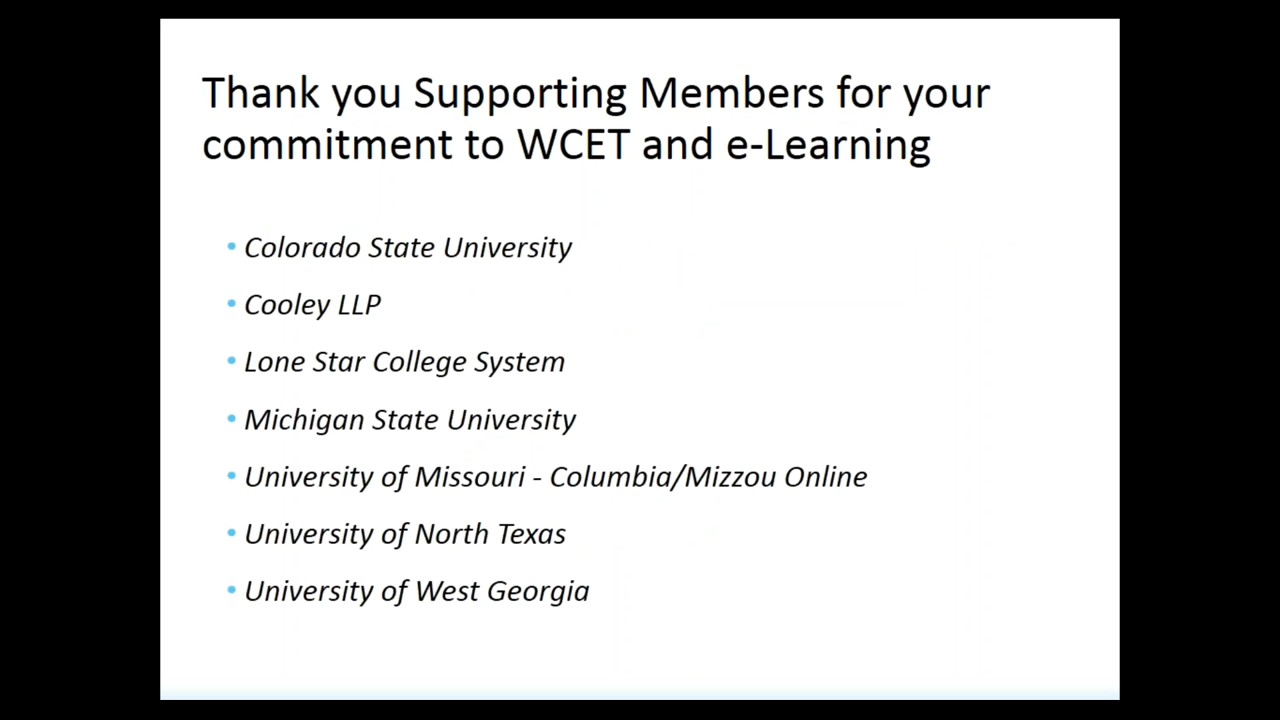 Thank you Supporting Members for your
commitment to WCET and e-Learning
• Colorado State University
• Cooley LLP
• Lone Star College System
• Michigan State University
• University of Missouri - Columbia/Mizzou Online
• University of North Texas
• University of West Georgia